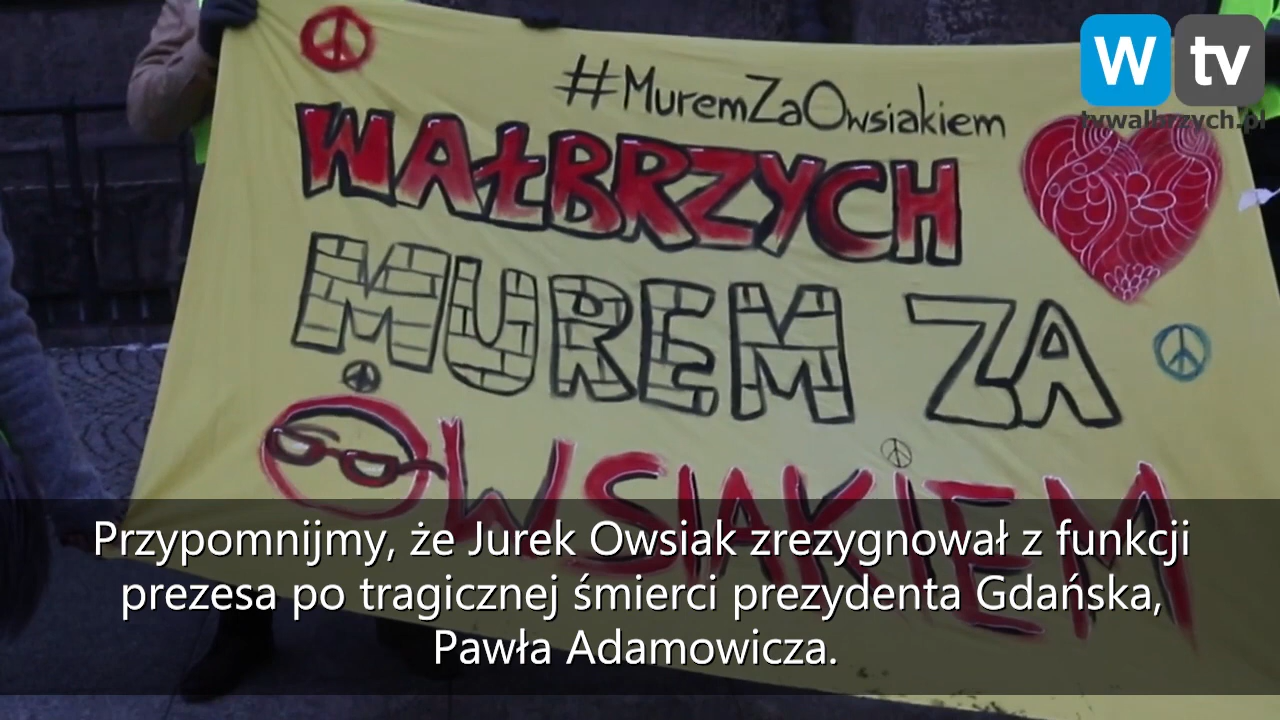 W tv
tvwalbrzych.pl
#MuremZaOwsiakiem
WAŁBRZYCH
MUREM ZA
OWSIAKIEM
Przypomnijmy, że Jurek Owsiak zrezygnował z funkcji
prezesa po tragicznej śmierci prezydenta Gdańska,
Pawła Adamowicza.